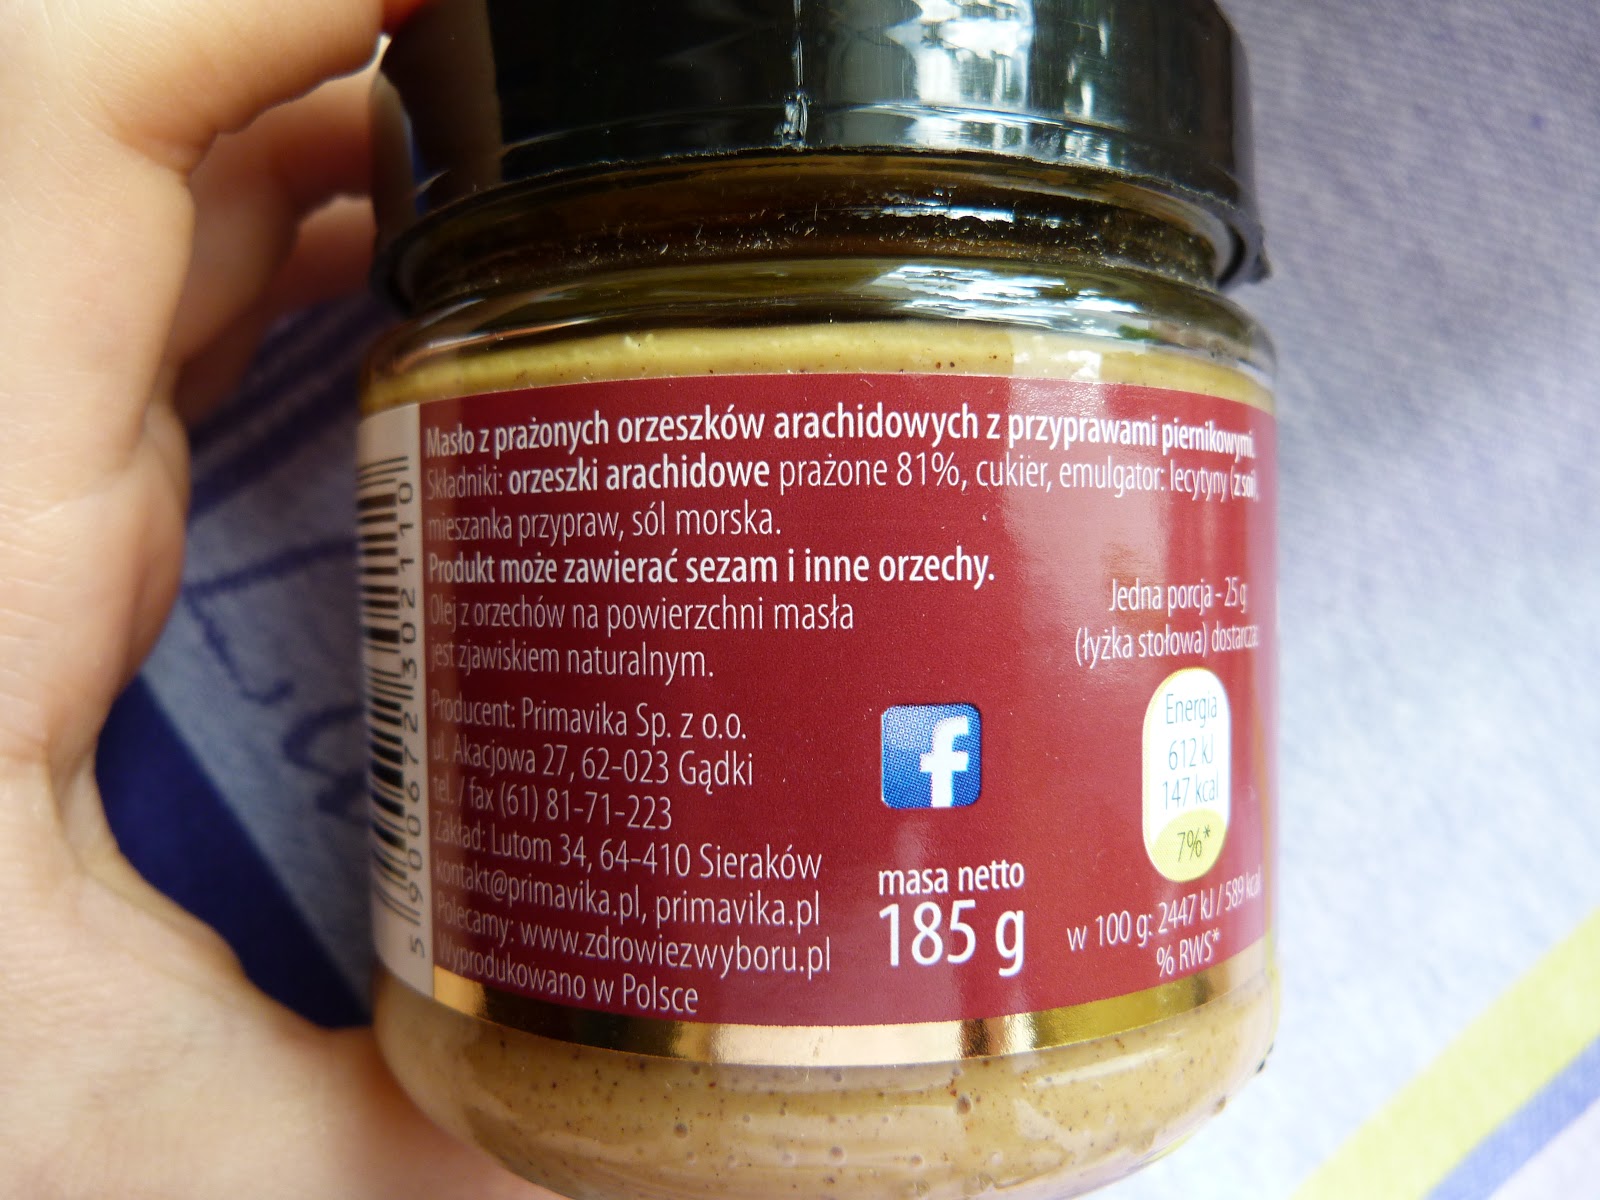 Masło z prażonych orzeszków arachidowych z przyprawami piernikowymi.
Składniki: orzeszki arachidowe prażone 81%, cukier, emulgator: lecytyny (z soi),
mieszanka przypraw, sól morska.
Produkt może zawierać sezam i inne orzechy.
Olej z orzechów na powierzchni masła
jest zjawiskiem naturalnym.
Producent: Primavika Sp. z o.o.
ul. Akacjowa 27, 62-023 Gądki
tel. / fax (61) 81-71-223
Zakład: Lutom 34, 64-410 Sieraków
kontakt@primavika.pl, primavika.pl
Polecamy: www.zdrowiezwyboru.pl
Wyprodukowano w Polsce
f
masa netto
185 g
Jedna porcja - 25 g
(łyżka stołowa) dostarcza:
Energia
612 kJ
147 kcal
7%*
w 100 g: 2447 kJ / 589 kcal
% RWS*
5 900672 302110